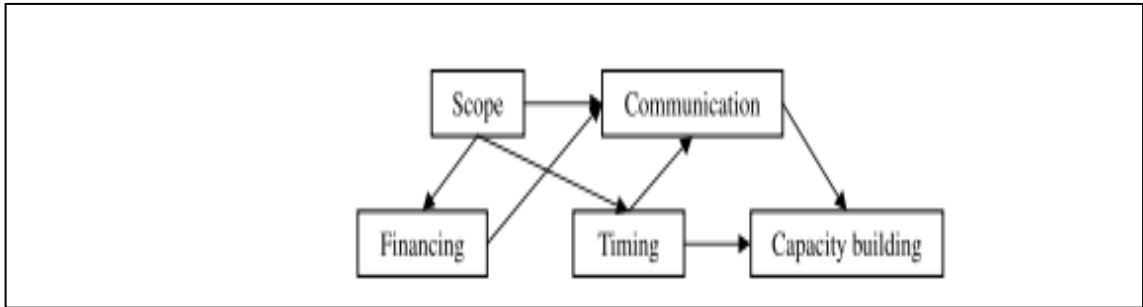 Scope
Communication
Financing
Timing
Capacity building